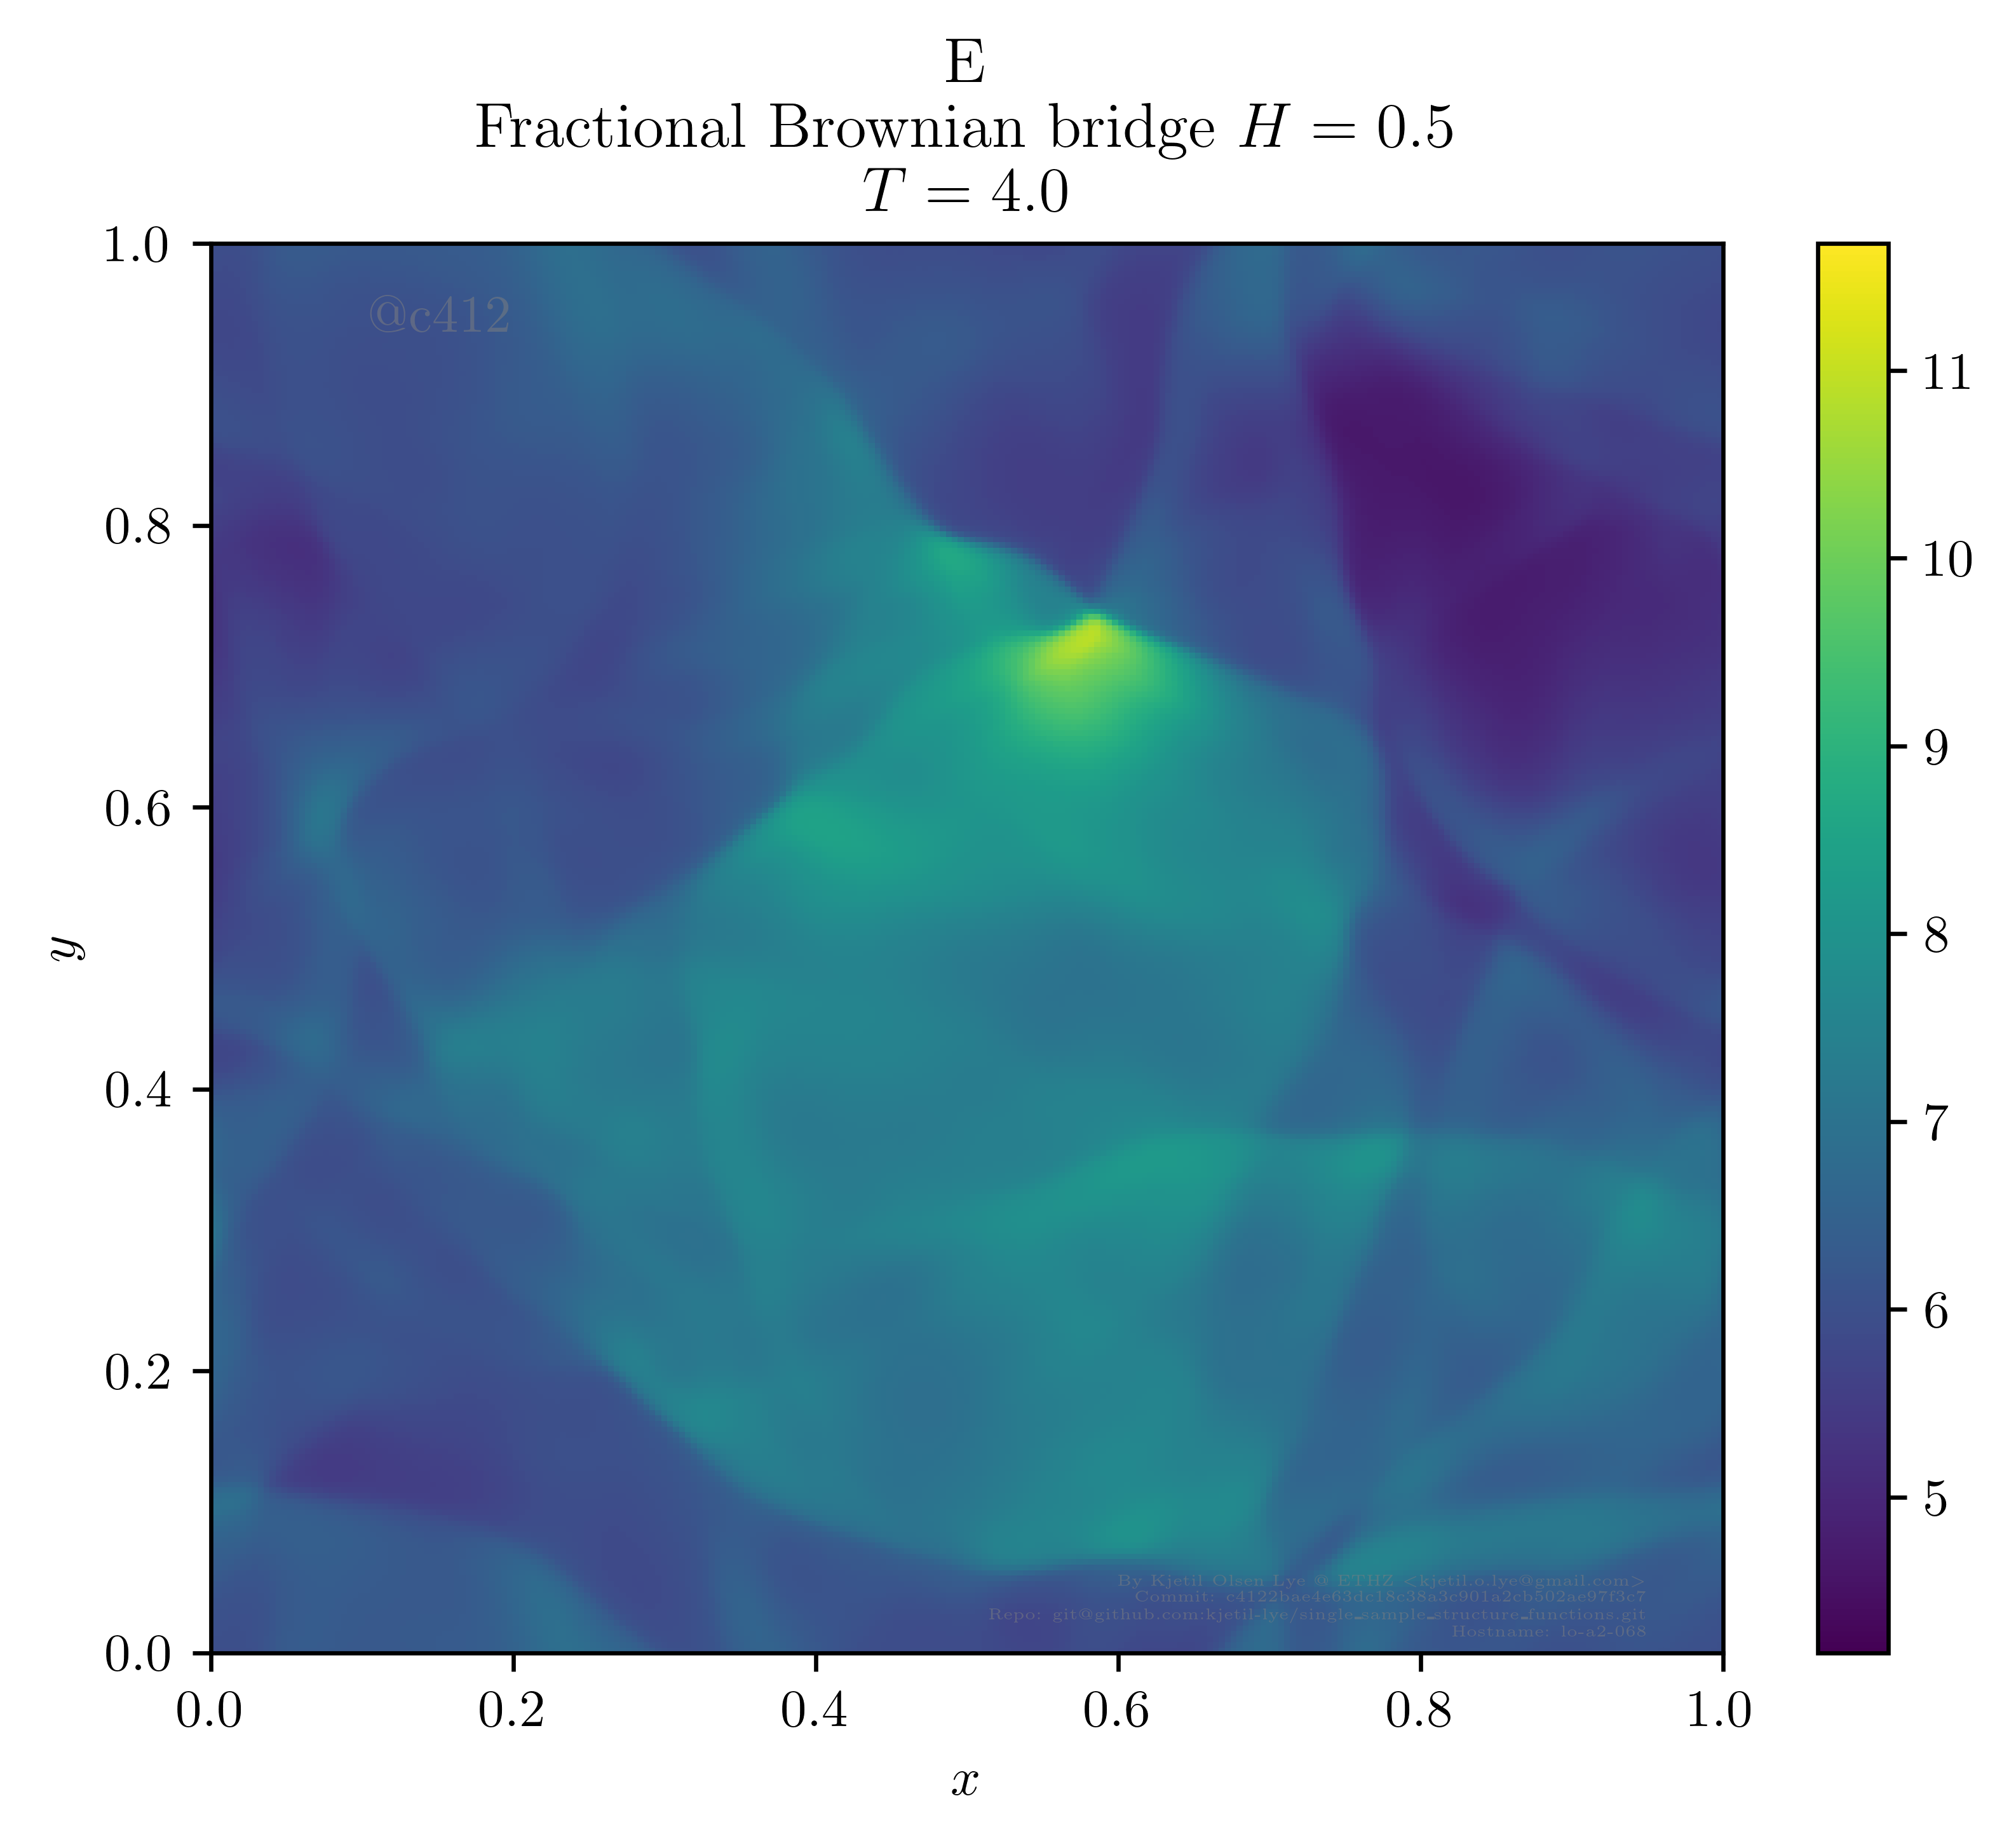 E
Fractional Brownian bridge H = 0.5
T = 4.0
1.0
0.8
0.6
0.4
0.2
0.0
y
0.0 0.2 0.4 0.6 0.8 1.0
x
11
10
9
8
7
6
5
@c412
By Kjetil Olsen Lye @ ETHZ <kjetil.o.lye@gmail.com>
Commit: c4122bae4e63dc18c38a3c901a2cb502ae97f3c7
Repo: git@github.com:kjetil-lye/single_sample_structure_functions.git
Hostname: lo-a2-068